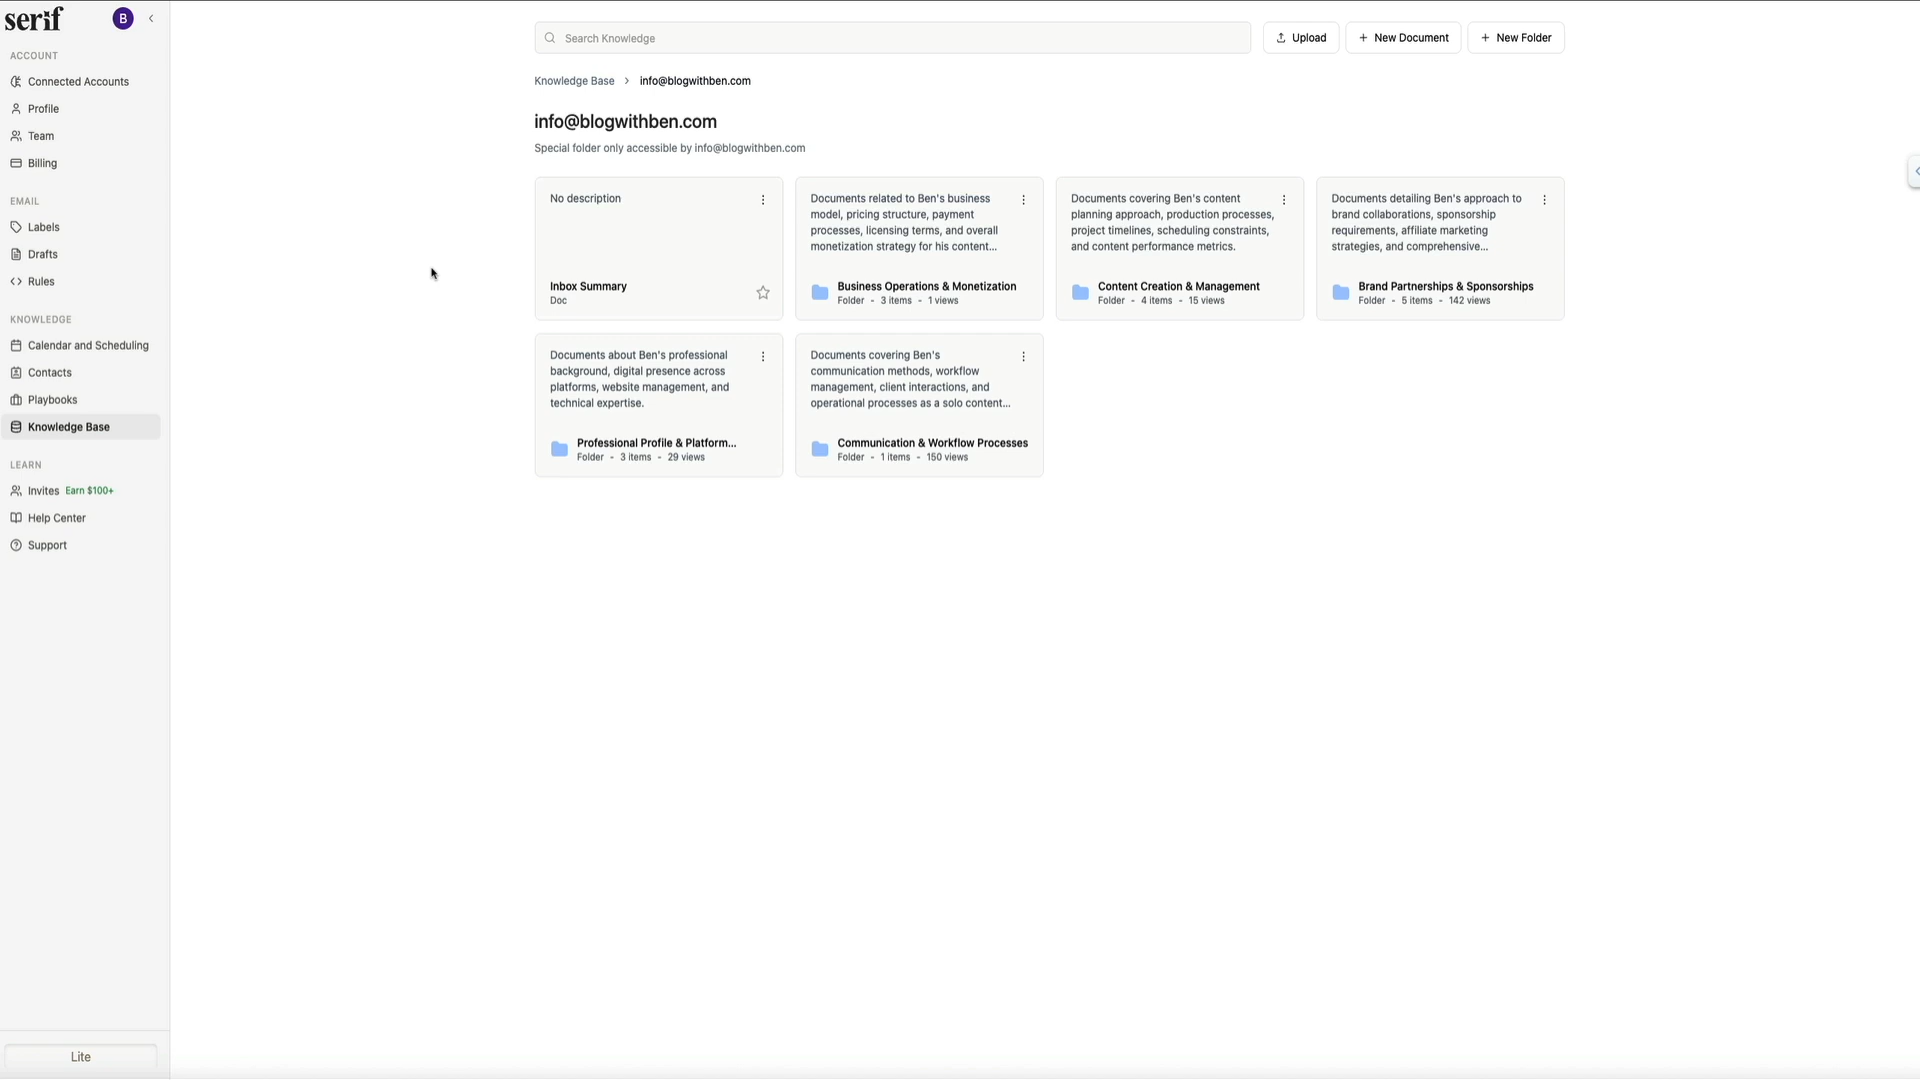 serif
B
ACCOUNT
Connected Accounts
Profile
Team
Billing
EMAIL
Labels
Drafts
Rules
KNOWLEDGE
Calendar and Scheduling
Contacts
Playbooks
Knowledge Base
LEARN
Invites Earn $100+
Help Center
Support
Lite
Search Knowledge
Upload
+ New Document
+ New Folder
Knowledge Base > info@blogwithben.com
info@blogwithben.com
Special folder only accessible by info@blogwithben.com
No description
Inbox Summary
Doc
Documents related to Ben's business
model, pricing structure, payment
processes, licensing terms, and overall
monetization strategy for his content...
Business Operations & Monetization
Folder - 3 items - 1 views
Documents covering Ben's content
planning approach, production processes,
project timelines, scheduling constraints,
and content performance metrics.
Content Creation & Management
Folder - 4 items - 15 views
Documents detailing Ben's approach to
brand collaborations, sponsorship
requirements, affiliate marketing
strategies, and comprehensive...
Brand Partnerships & Sponsorships
Folder - 5 items - 142 views
Documents about Ben's professional
background, digital presence across
platforms, website management, and
technical expertise.
Professional Profile & Platform...
Folder - 3 items - 29 views
Documents covering Ben's
communication methods, workflow
management, client interactions, and
operational processes as a solo content...
Communication & Workflow Processes
Folder - 1 items - 150 views